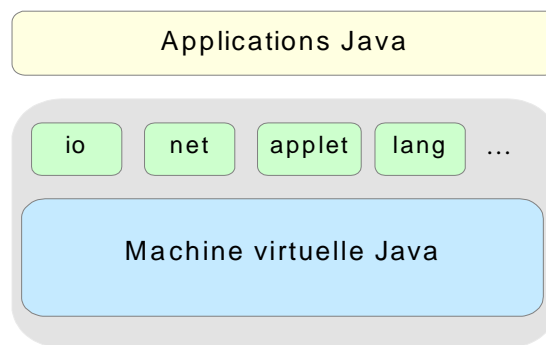 Applications Java
io net applet lang ...
Machine virtuelle Java